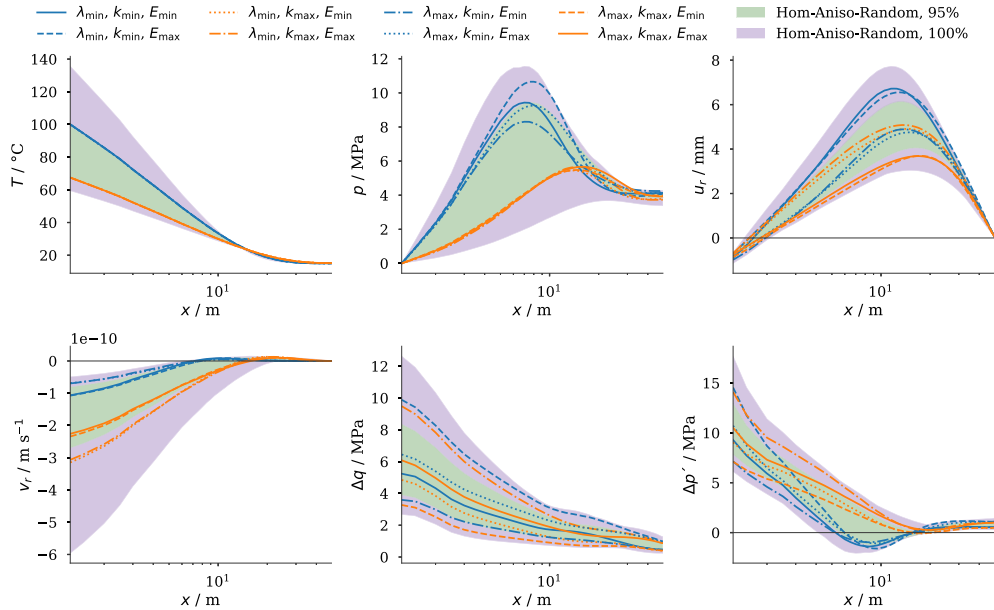 λmin, kmin, Emin λmin, kmax, Emin λmax, kmin, Emin λmax, kmax, Emin Hom-Aniso-Random, 95%
λmin, kmin, Emax λmin, kmax, Emax λmax, kmin, Emax λmax, kmax, Emax Hom-Aniso-Random, 100%
140
120
100
80
60
40
20
T / °C
10¹
x / m
12
10
8
6
4
2
0
p / MPa
10¹
x / m
8
6
4
2
0
uᵣ / mm
10¹
x / m
1e−10
0
−1
−2
−3
−4
−5
−6
vᵣ / m s⁻¹
10¹
x / m
12
10
8
6
4
2
0
Δq / MPa
10¹
x / m
15
10
5
0
Δp′ / MPa
10¹
x / m